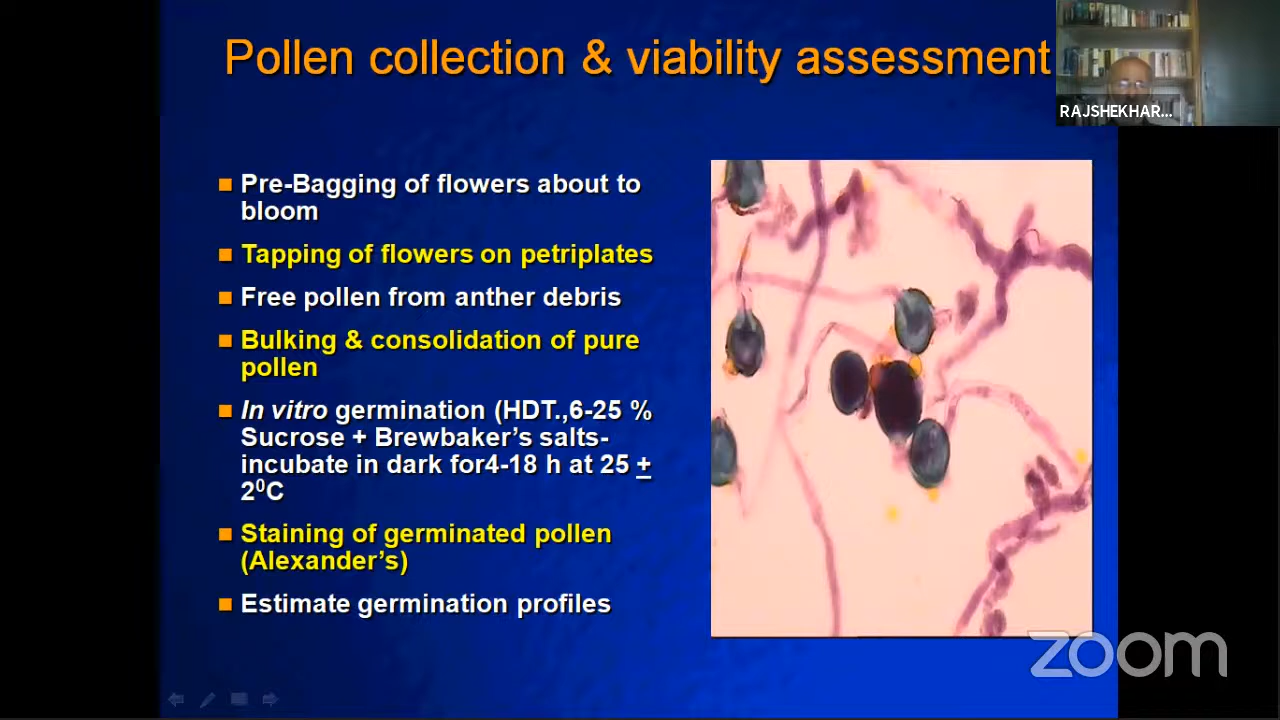 Pollen collection & viability assessment
RAJSHEKHAR...
Pre-Bagging of flowers about to
bloom
Tapping of flowers on petriplates
Free pollen from anther debris
Bulking & consolidation of pure
pollen
In vitro germination (HDT.,6-25 %
Sucrose + Brewbaker's salts-
incubate in dark for4-18 h at 25 ±
2⁰C
Staining of germinated pollen
(Alexander's)
Estimate germination profiles
zoom